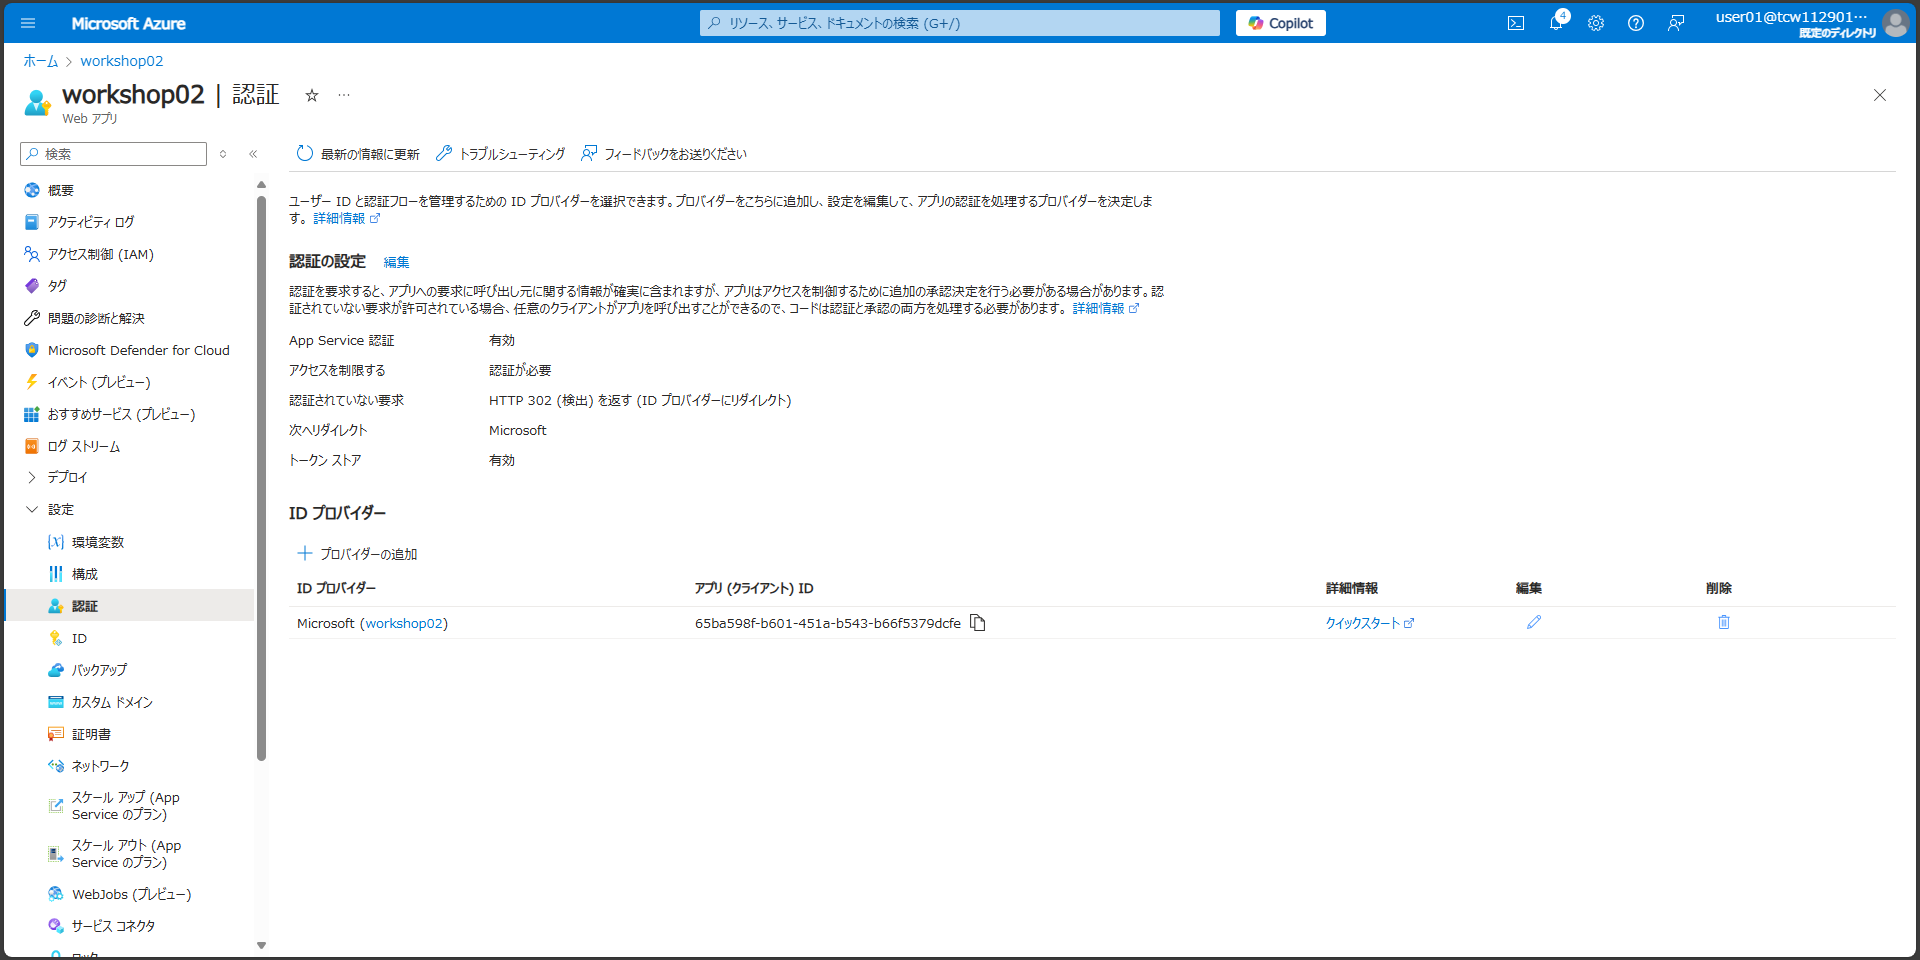 Microsoft Azure
リソース、サービス、ドキュメントの検索 (G+/)
Copilot
4
user01@tcw112901…
既定のディレクトリ
ホーム > workshop02
workshop02 | 認証
Web アプリ
検索
最新の情報に更新
トラブルシューティング
フィードバックをお送りください
概要
アクティビティ ログ
アクセス制御 (IAM)
タグ
問題の診断と解決
Microsoft Defender for Cloud
イベント (プレビュー)
おすすめサービス (プレビュー)
ログ ストリーム
デプロイ
設定
環境変数
構成
認証
ID
バックアップ
カスタム ドメイン
証明書
ネットワーク
スケール アップ (App
Service のプラン)
スケール アウト (App
Service のプラン)
WebJobs (プレビュー)
サービス コネクタ
ロック
ユーザー ID と認証フローを管理するための ID プロバイダーを選択できます。プロバイダーをこちらに追加し、設定を編集して、アプリの認証を処理するプロバイダーを決定しま
す。 詳細情報
認証の設定 編集
認証を要求すると、アプリへの要求に呼び出し元に関する情報が確実に含まれますが、アプリはアクセスを制御するために追加の承認決定を行う必要がある場合があります。認
証されていない要求が許可されている場合、任意のクライアントがアプリを呼び出すことができるので、コードは認証と承認の両方を処理する必要があります。 詳細情報
App Service 認証 有効
アクセスを制限する 認証が必要
認証されていない要求 HTTP 302 (検出) を返す (ID プロバイダーにリダイレクト)
次へリダイレクト Microsoft
トークン ストア 有効
ID プロバイダー
プロバイダーの追加
ID プロバイダー アプリ (クライアント) ID 詳細情報 編集 削除
Microsoft (workshop02) 65ba598f-b601-451a-b543-b66f5379dcfe クイックスタート